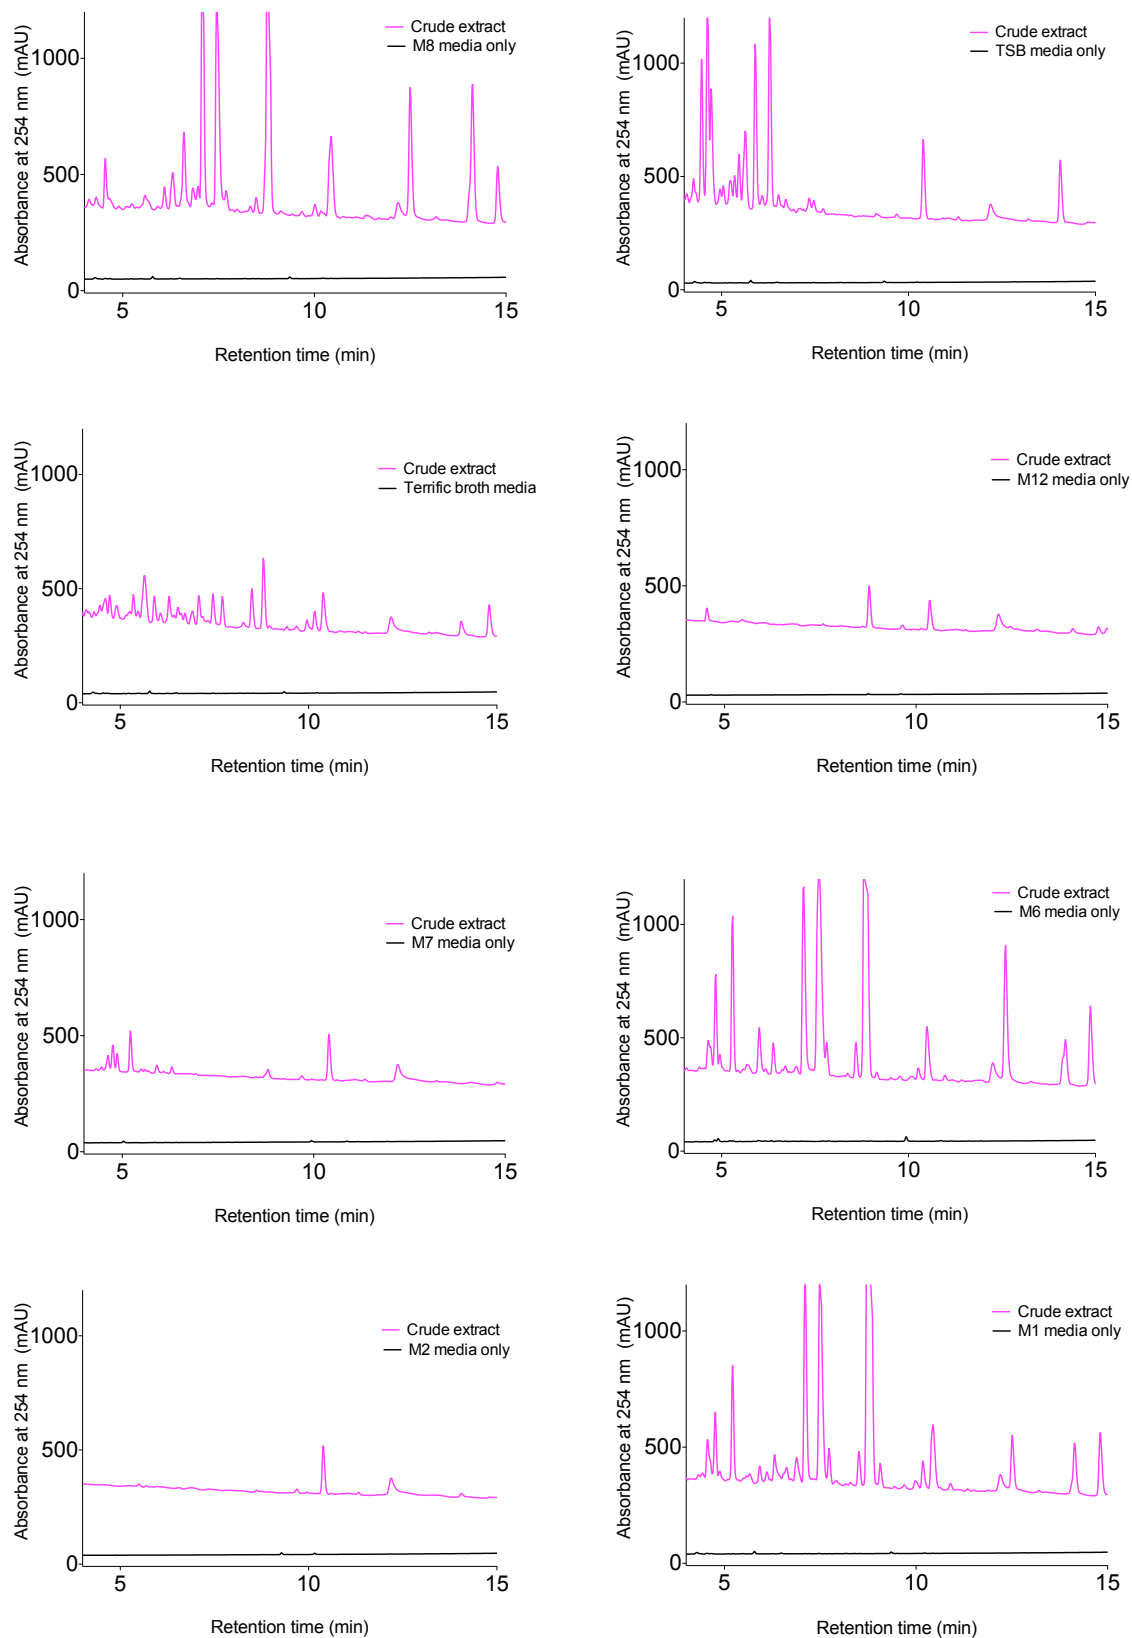 Absorbance at 254 nm (mAU)
1000
500
0
5
10
15
Retention time (min)
Crude extract
M8 media only
Absorbance at 254 nm (mAU)
1000
500
0
5
10
15
Retention time (min)
Crude extract
TSB media only
Absorbance at 254 nm (mAU)
1000
500
0
5
10
15
Retention time (min)
Crude extract
Terrific broth media
Absorbance at 254 nm (mAU)
1000
500
0
5
10
15
Retention time (min)
Crude extract
M12 media only
Absorbance at 254 nm (mAU)
1000
500
0
5
10
15
Retention time (min)
Crude extract
M7 media only
Absorbance at 254 nm (mAU)
1000
500
0
5
10
15
Retention time (min)
Crude extract
M6 media only
Absorbance at 254 nm (mAU)
1000
500
0
5
10
15
Retention time (min)
Crude extract
M2 media only
Absorbance at 254 nm (mAU)
1000
500
0
5
10
15
Retention time (min)
Crude extract
M1 media only